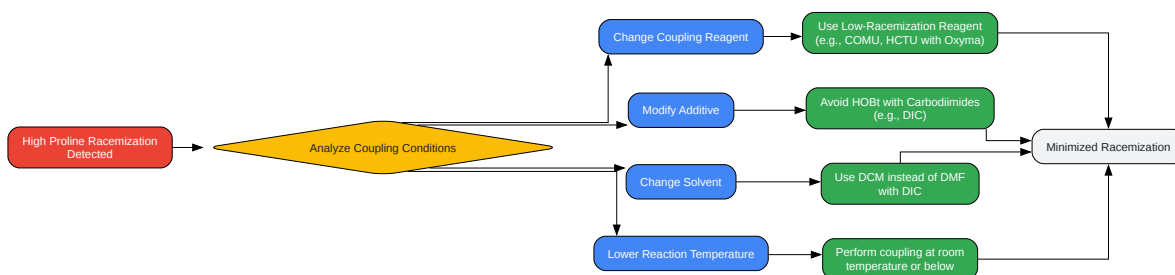 High Proline Racemization
Detected
Analyze Coupling Conditions
Change Coupling Reagent
Use Low-Racemization Reagent
(e.g., COMU, HCTU with Oxyma)
Modify Additive
Avoid HOBt with Carbodiimides
(e.g., DIC)
Change Solvent
Use DCM instead of DMF
with DIC
Lower Reaction Temperature
Perform coupling at room
temperature or below
Minimized Racemization